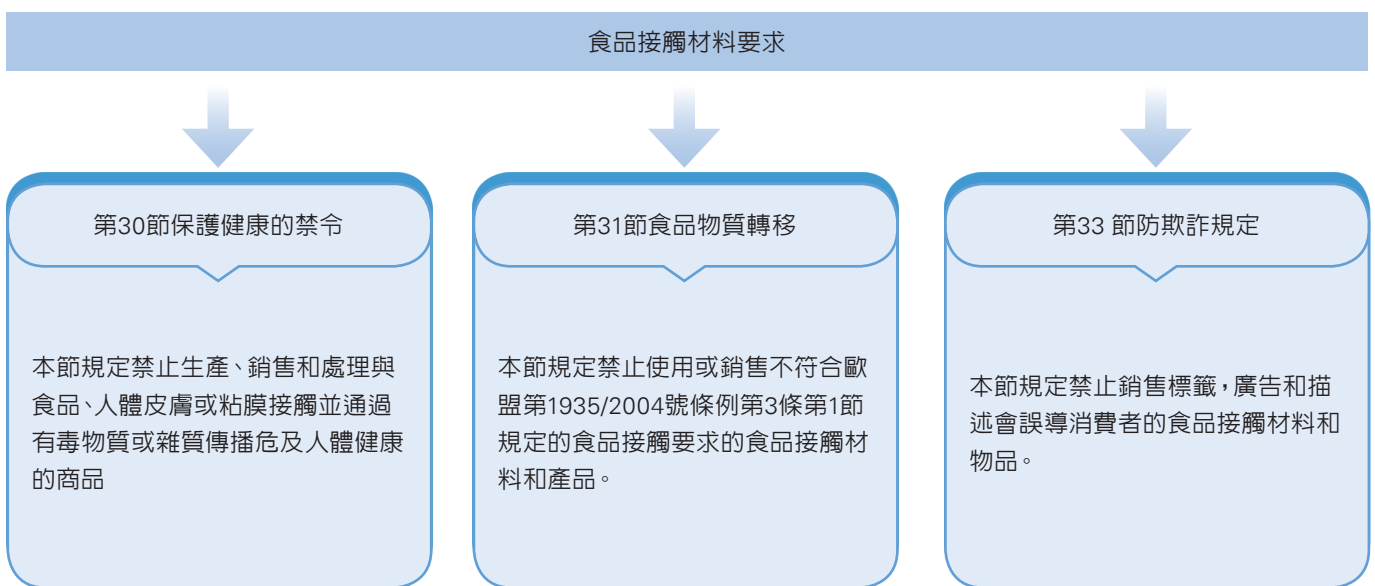 食品接觸材料要求
第30節保護健康的禁令
本節規定禁止生產、銷售和處理與
食品、人體皮膚或粘膜接觸並通過
有毒物質或雜質傳播危及人體健康
的商品
第31節食品物質轉移
本節規定禁止使用或銷售不符合歐
盟第1935/2004號條例第3條第1節
規定的食品接觸要求的食品接觸材
料和產品。
第33 節防欺詐規定
本節規定禁止銷售標籤，廣告和描
述會誤導消費者的食品接觸材料和
物品。